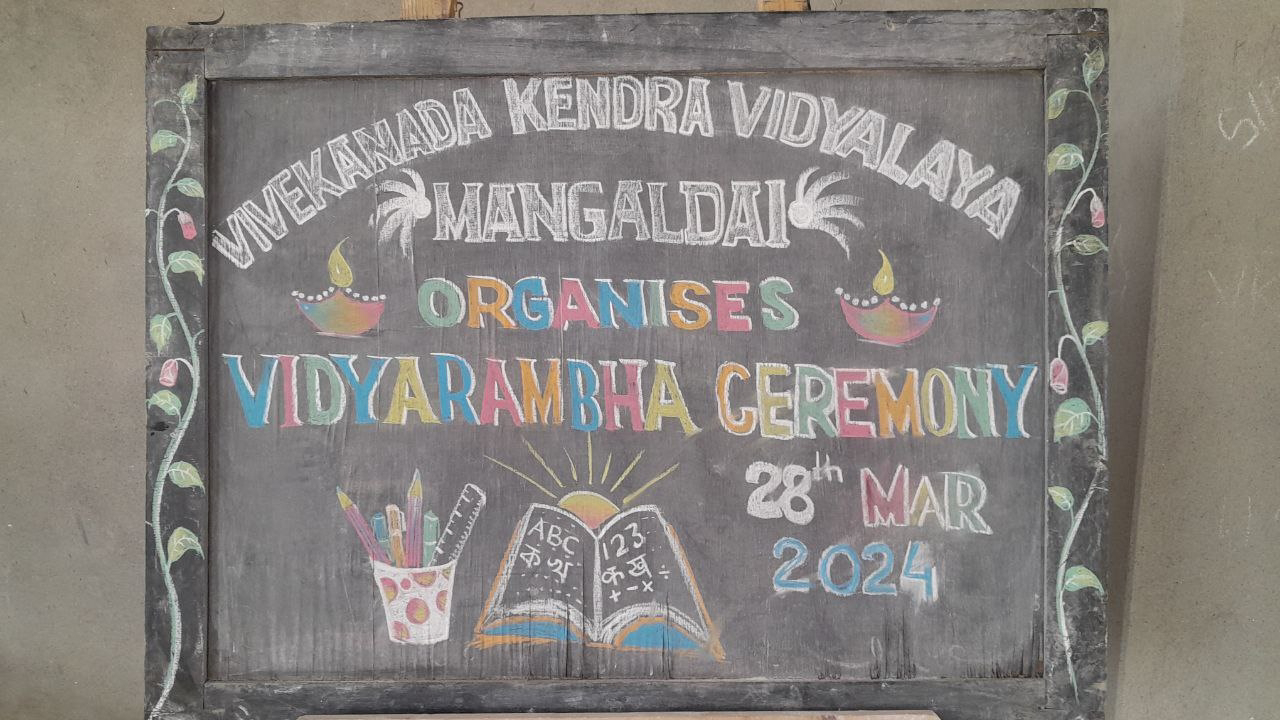 VIVEKANADA KENDRA VIDYALAYA
MANGALDAI
ORGANISES
VIDYARAMBHA CEREMONY
28th MAR
2024
ABC
123
क ख
+ - × ÷